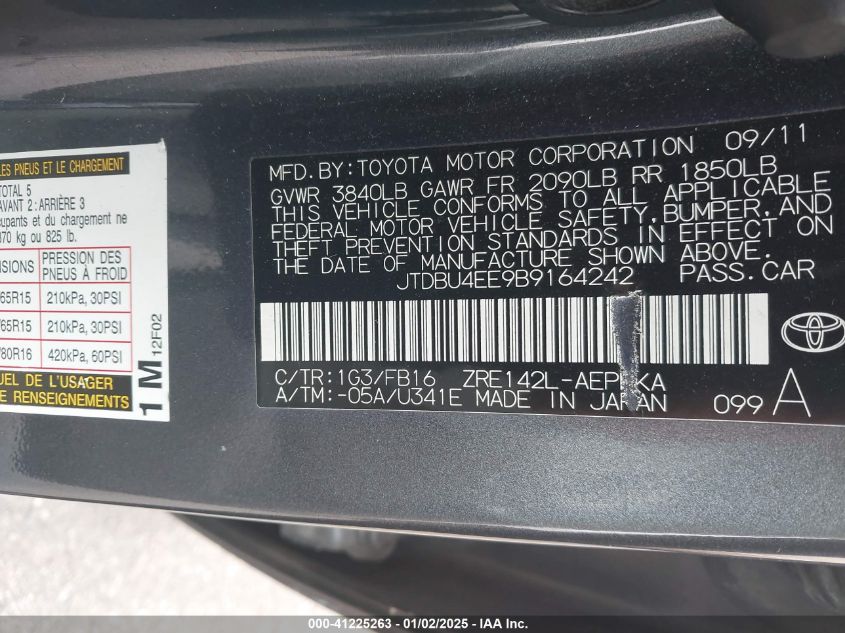 LES PNEUS ET LE CHARGEMENT
TOTAL 5
AVANT 2 : ARRIÈRE 3
et du chargement ne
kg ou 825 lb.
PRESSION DES
PNEUS À FROID
65R15 210kPa, 30PSI
65R15 210kPa, 30PSI
80R16 420kPa, 60PSI
DE L'USAGER
DE RENSEIGNEMENTS
1M 12F02
MFD.BY:TOYOTA MOTOR CORPORATION 09/11
GVWR 3840LB GAWR FR 2090LB RR 1850LB
THIS VEHICLE CONFORMS TO ALL APPLICABLE
FEDERAL MOTOR VEHICLE SAFETY,BUMPER,AND
THEFT PREVENTION STANDARDS IN EFFECT ON
THE DATE OF MANUFACTURE SHOWN ABOVE.
JTDBU4EE9B9164242 PASS.CAR
C/TR:1G3/FB16 ZRE142L-AEP KA
A/TM:-05A/U341E MADE IN JAPAN 099 A
000-41225263 - 01/02/2025 - IAA Inc.